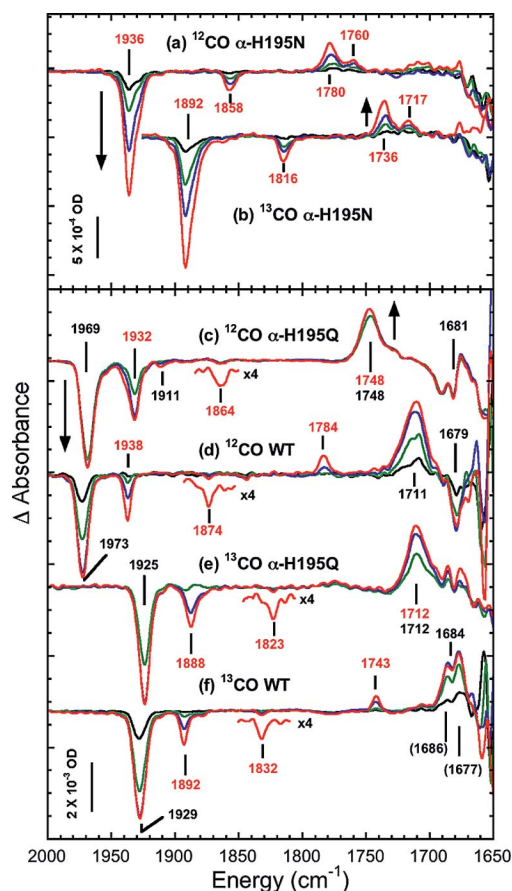 1936
(a) ¹²CO α-H195N
1760
1858
1780
1892
1717
1816
1736
(b) ¹³CO α-H195N
5 X 10⁻⁴ OD
1969
1932
(c) ¹²CO α-H195Q
1681
1911
x4
1864
1748
1748
1938
(d) ¹²CO WT
1784
1679
x4
1711
1874
1973
1925
(e) ¹³CO α-H195Q
x4
1888
1823
1712
1712
1684
(f) ¹³CO WT
1743
x4
1892
1832
(1686)
(1677)
1929
2 X 10⁻³ OD
Δ Absorbance
2000 1950 1900 1850 1800 1750 1700 1650
Energy (cm⁻¹)